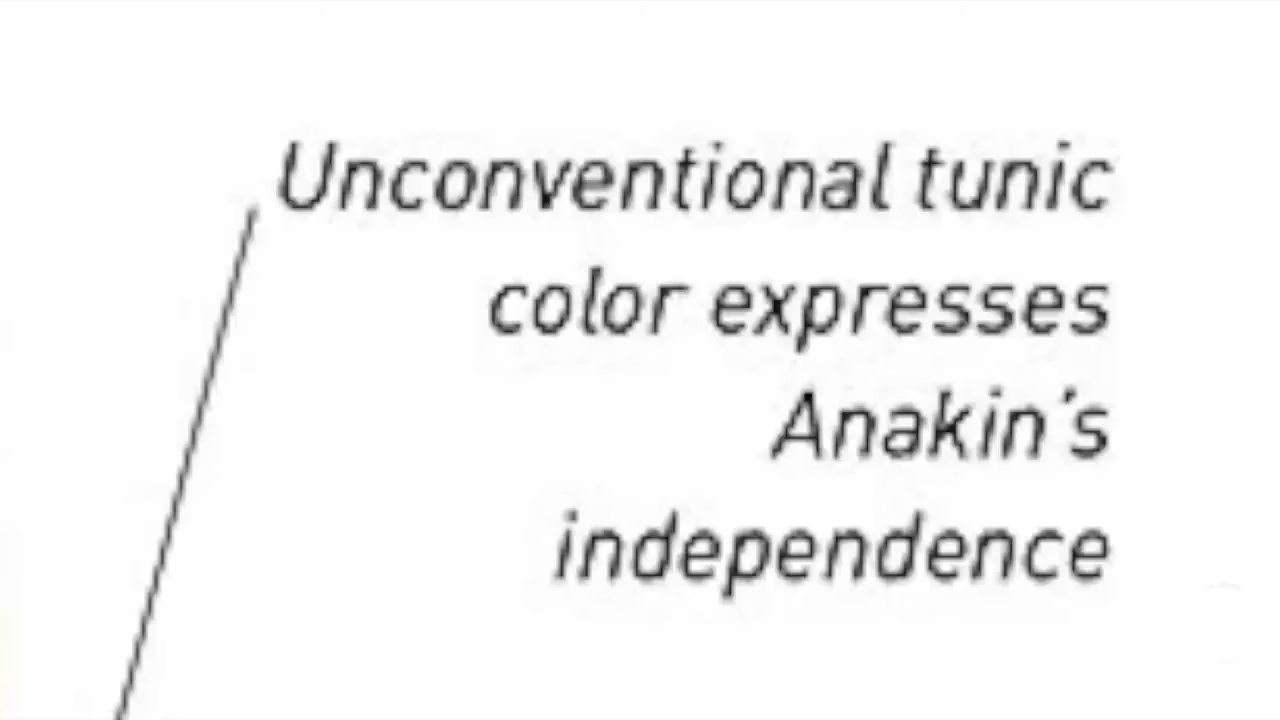 Unconventional tunic
color expresses
Anakin's
independence